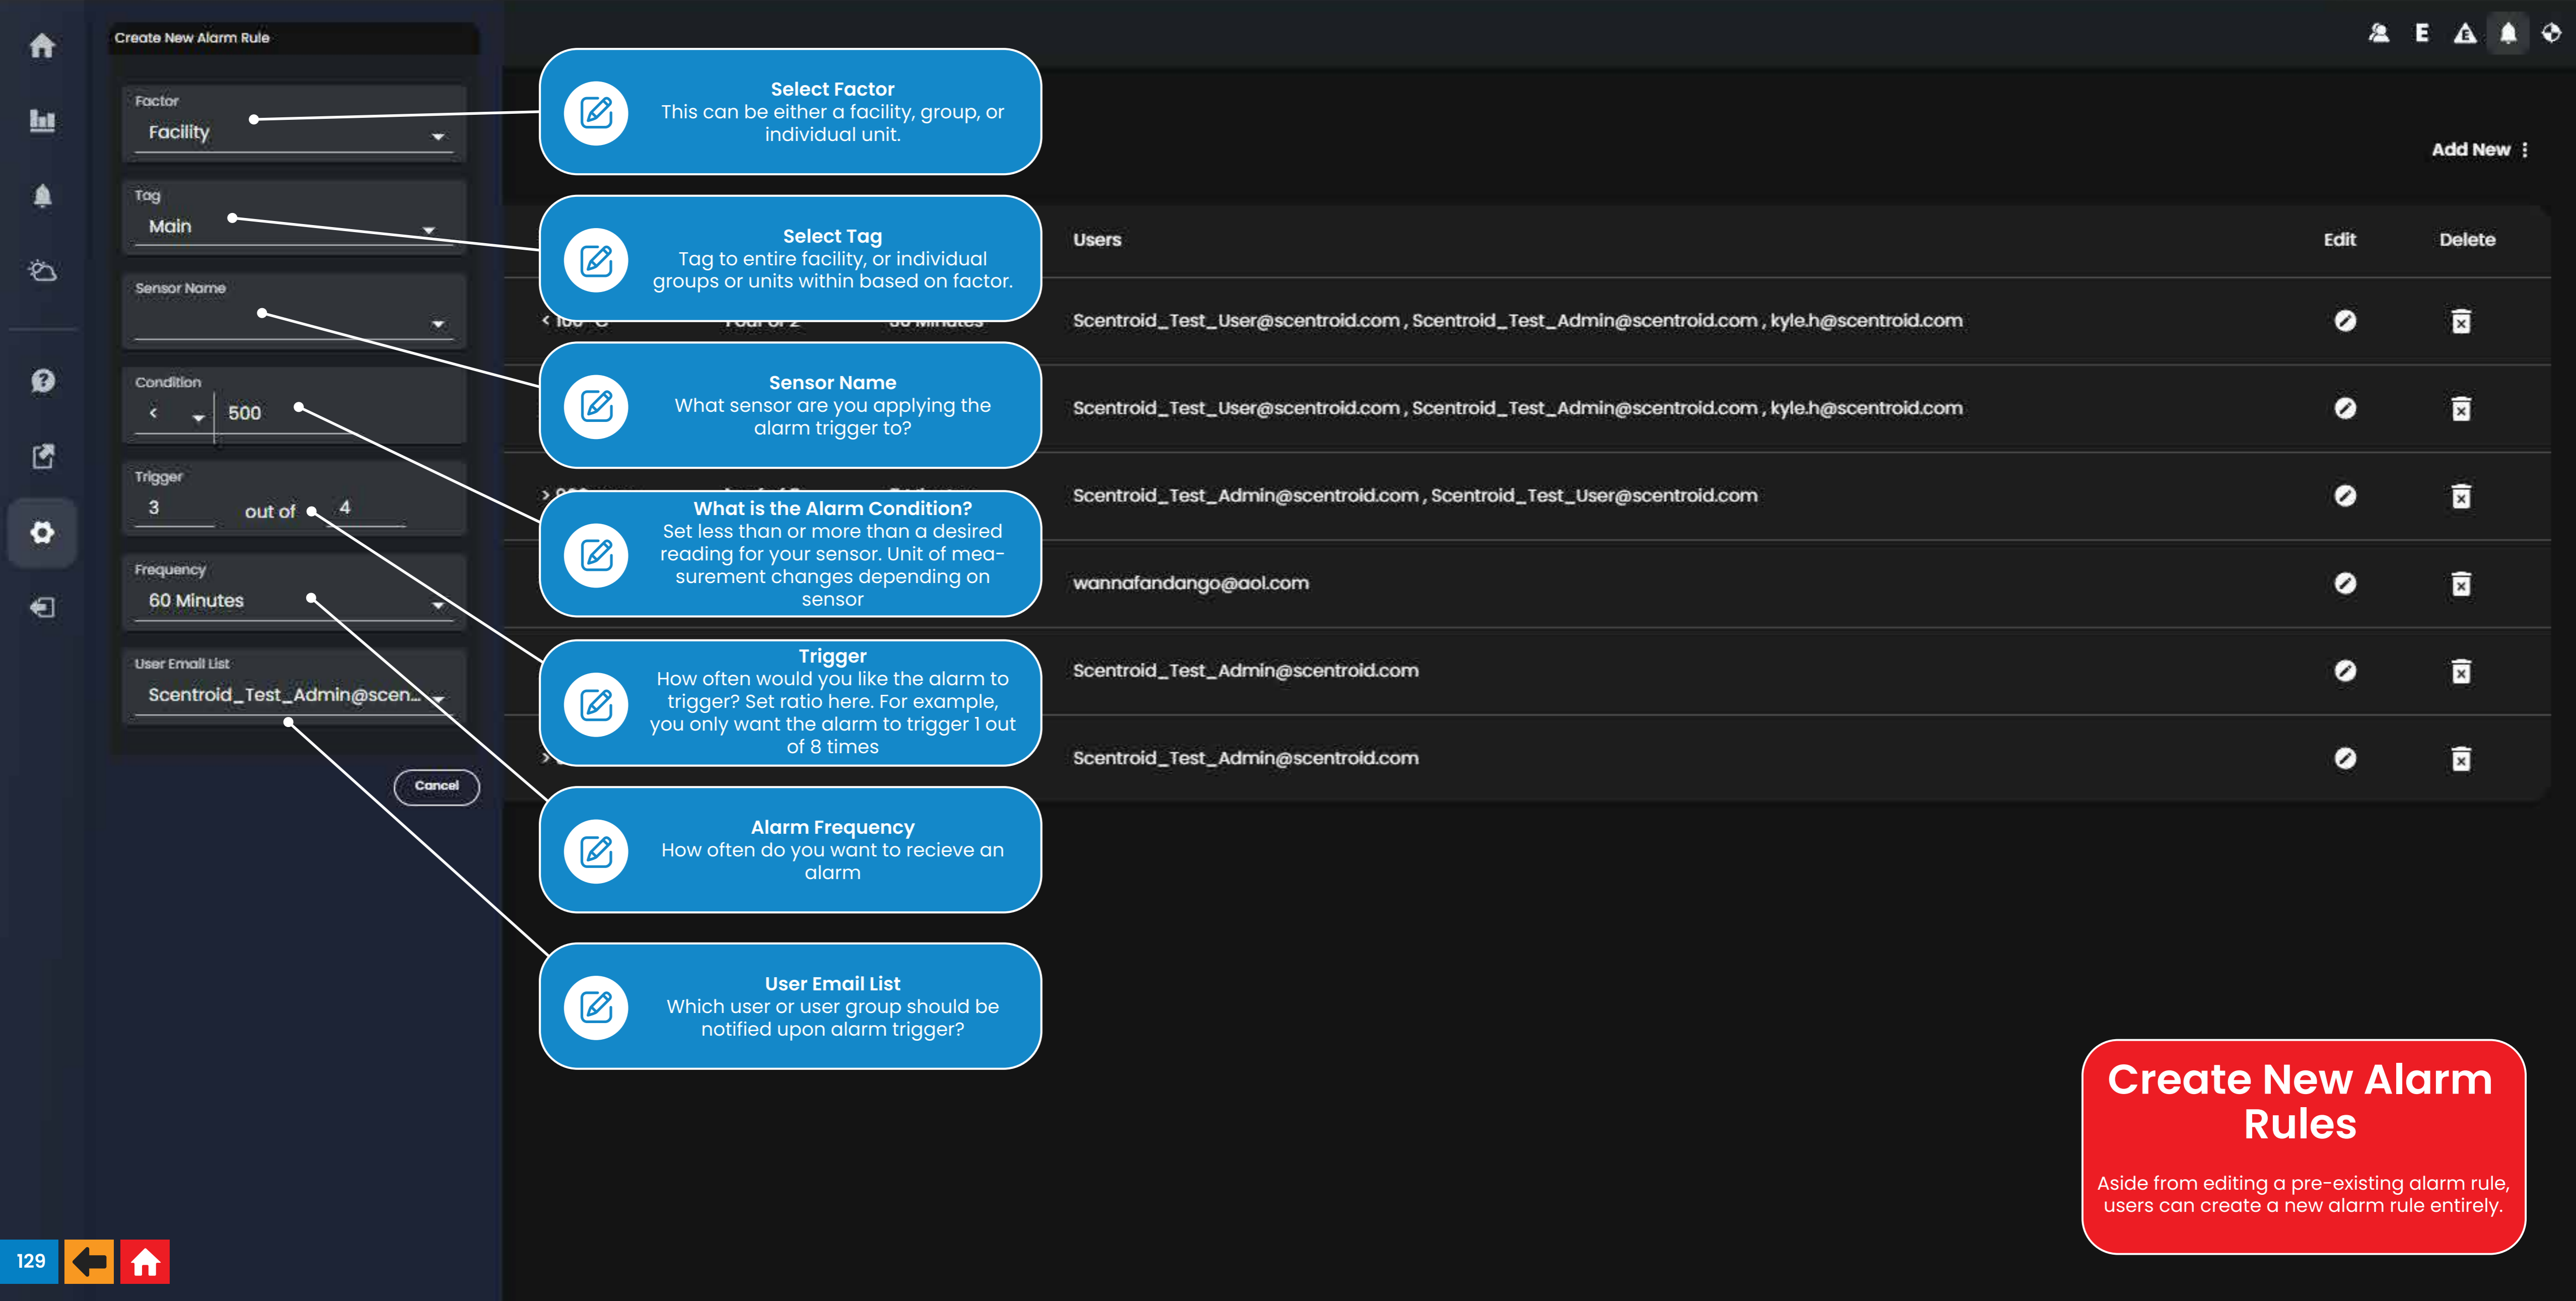 Create New Alarm Rule
Factor
Facility
Tag
Main
Sensor Name
Condition
< 500
Trigger
3 out of 4
Frequency
60 Minutes
User Email List
Scentroid_Test_Admin@scen...
Cancel
Select Factor
This can be either a facility, group, or
individual unit.
Select Tag
Tag to entire facility, or individual
groups or units within based on factor.
Sensor Name
What sensor are you applying the
alarm trigger to?
What is the Alarm Condition?
Set less than or more than a desired
reading for your sensor. Unit of mea-
surement changes depending on
sensor
Trigger
How often would you like the alarm to
trigger? Set ratio here. For example,
you only want the alarm to trigger 1 out
of 8 times
Alarm Frequency
How often do you want to recieve an
alarm
User Email List
Which user or user group should be
notified upon alarm trigger?
E
Add New
Users Edit Delete
Scentroid_Test_User@scentroid.com , Scentroid_Test_Admin@scentroid.com , kyle.h@scentroid.com
Scentroid_Test_User@scentroid.com , Scentroid_Test_Admin@scentroid.com , kyle.h@scentroid.com
Scentroid_Test_Admin@scentroid.com , Scentroid_Test_User@scentroid.com
wannafandango@aol.com
Scentroid_Test_Admin@scentroid.com
Scentroid_Test_Admin@scentroid.com
Create New Alarm
Rules
Aside from editing a pre-existing alarm rule,
users can create a new alarm rule entirely.
129